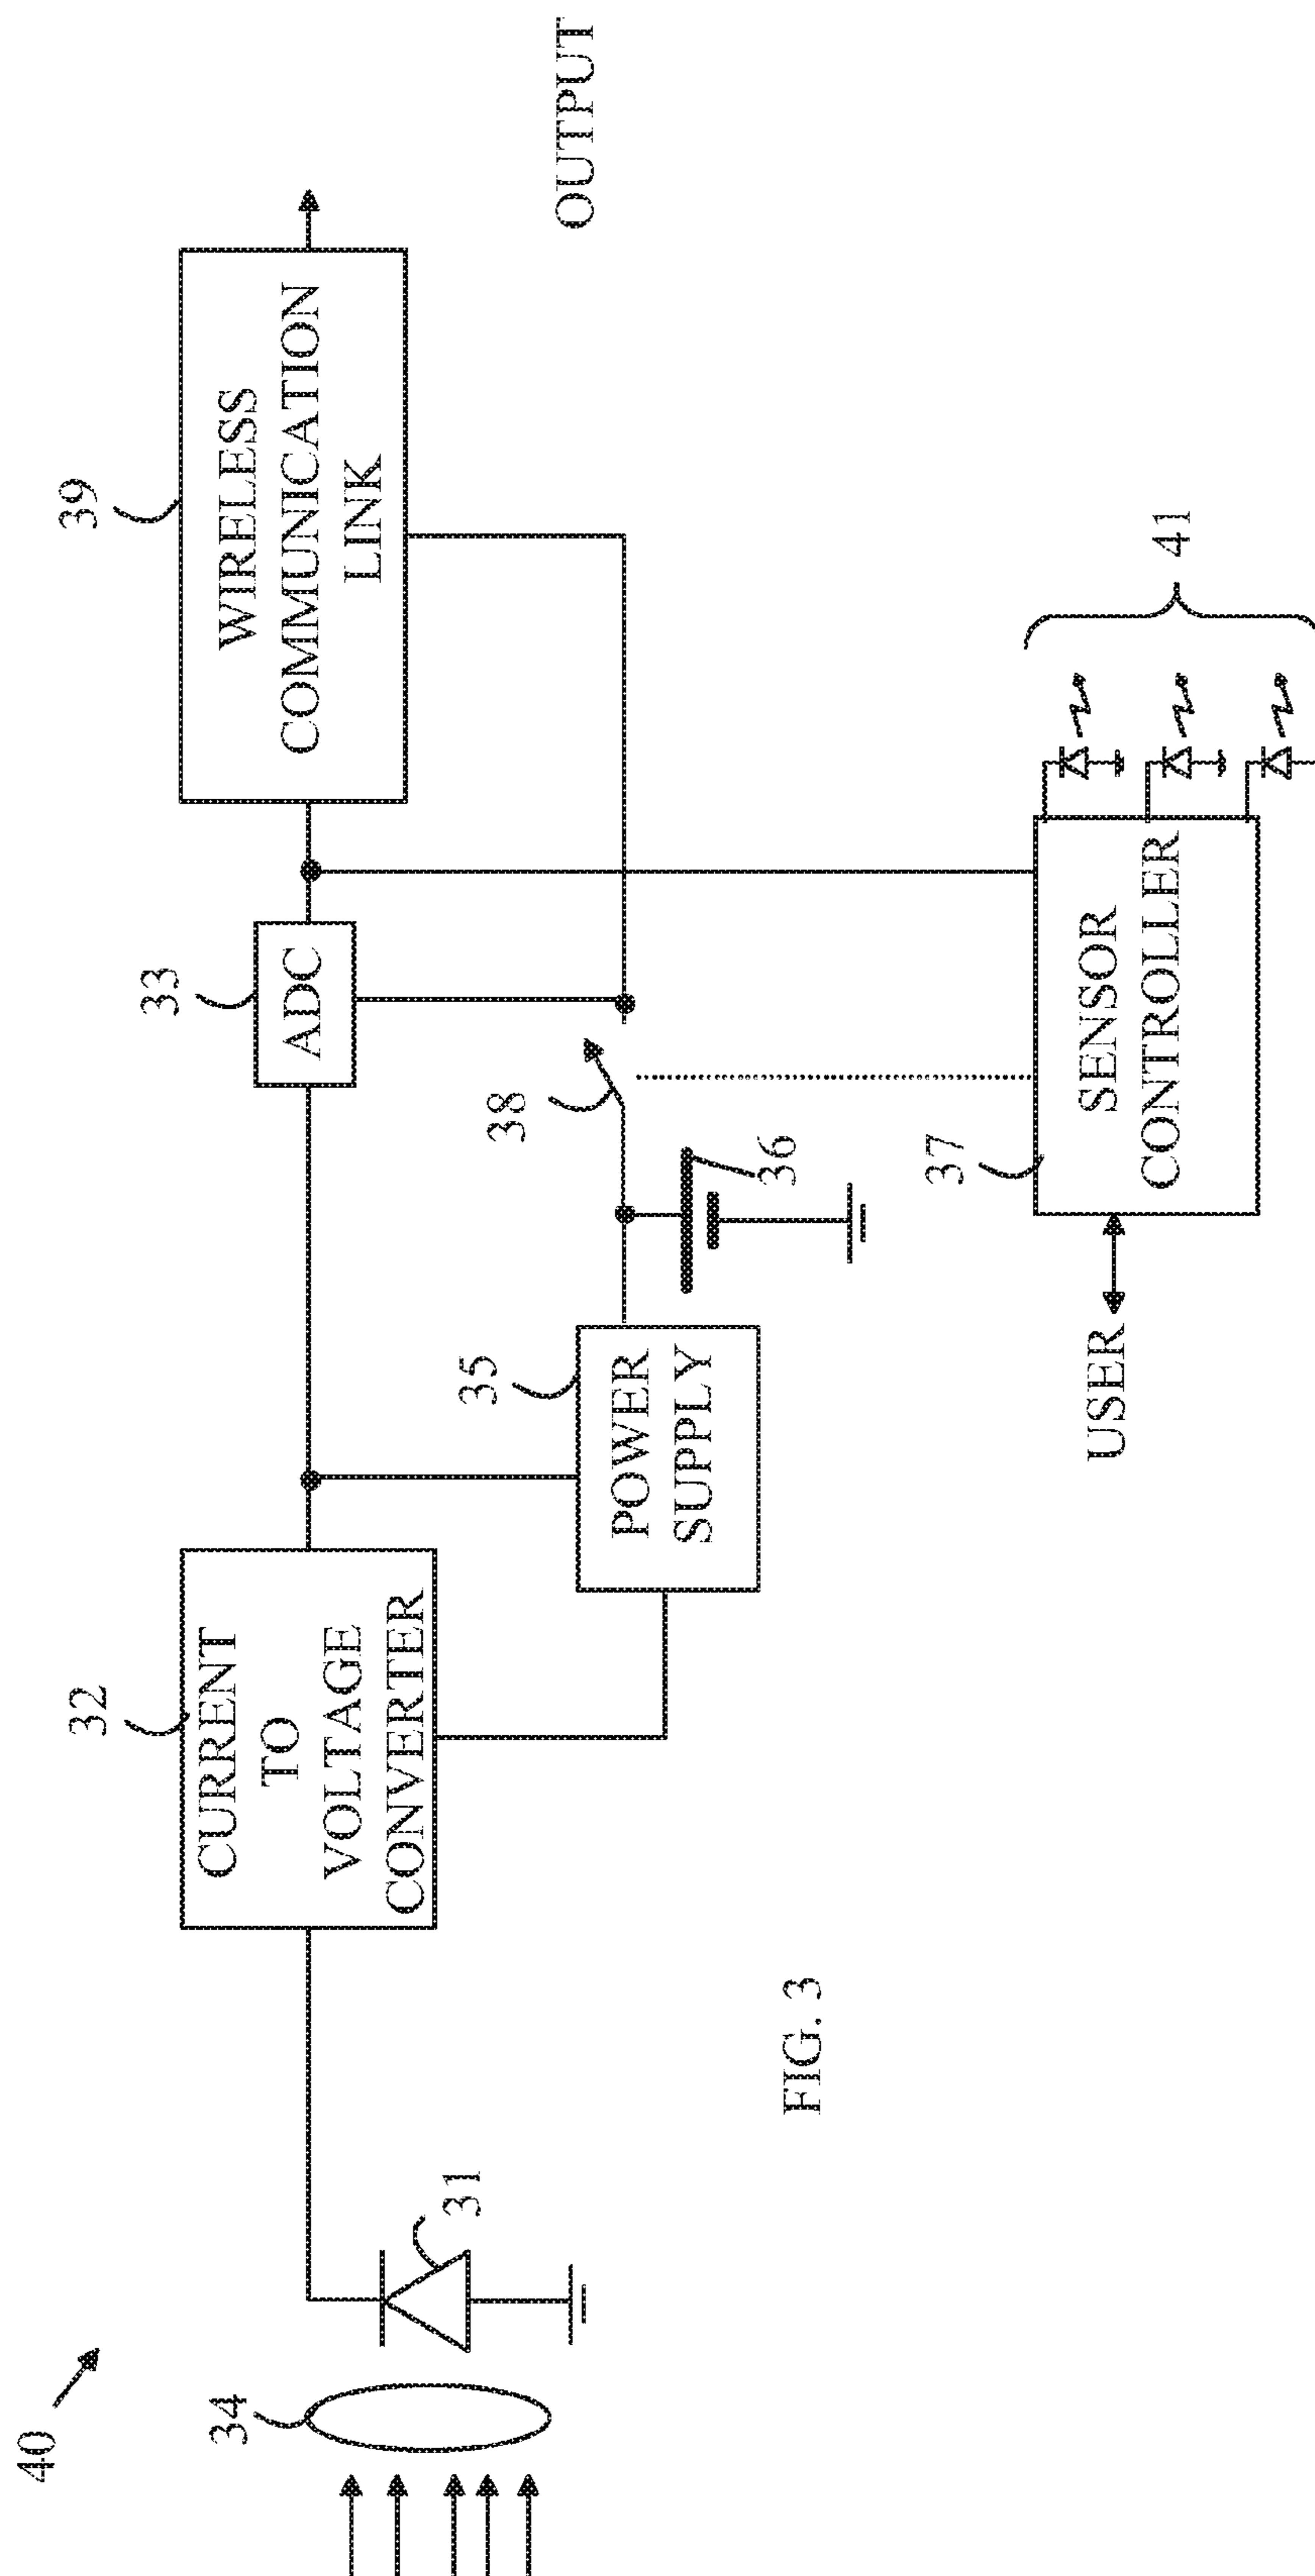 40
34
31
32
CURRENT
TO
VOLTAGE
CONVERTER
35
POWER
SUPPLY
36
38
33
ADC
39
WIRELESS
COMMUNICATION
LINK
OUTPUT
USER
37
SENSOR
CONTROLLER
41
FIG. 3